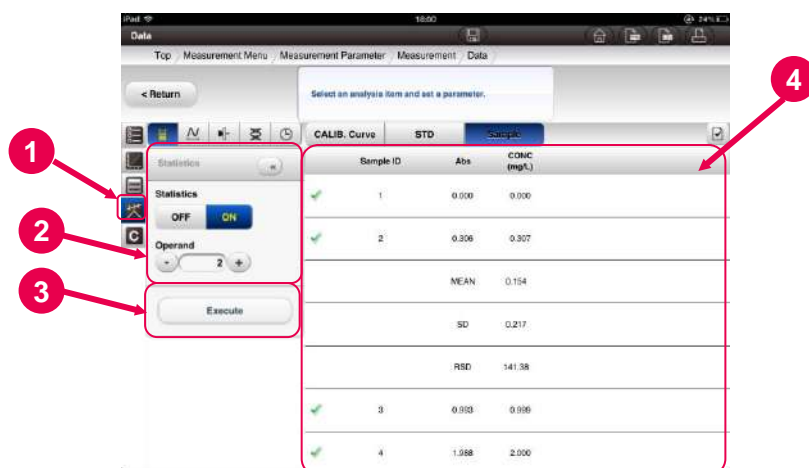 iPad 18:00 24%
Data
Top Measurement Menu Measurement Parameter Measurement Data
< Return
Select an analysis item and set a parameter.
CALIB. Curve STD Sample
Statistics
Sample ID Abs CONC (mg/L)
Statistics
OFF ON
Operand
- 2 +
Execute
1 0.000 0.000
2 0.306 0.307
MEAN 0.154
SD 0.217
RSD 141.38
3 0.993 0.999
4 1.988 2.000
C
1
2
3
4